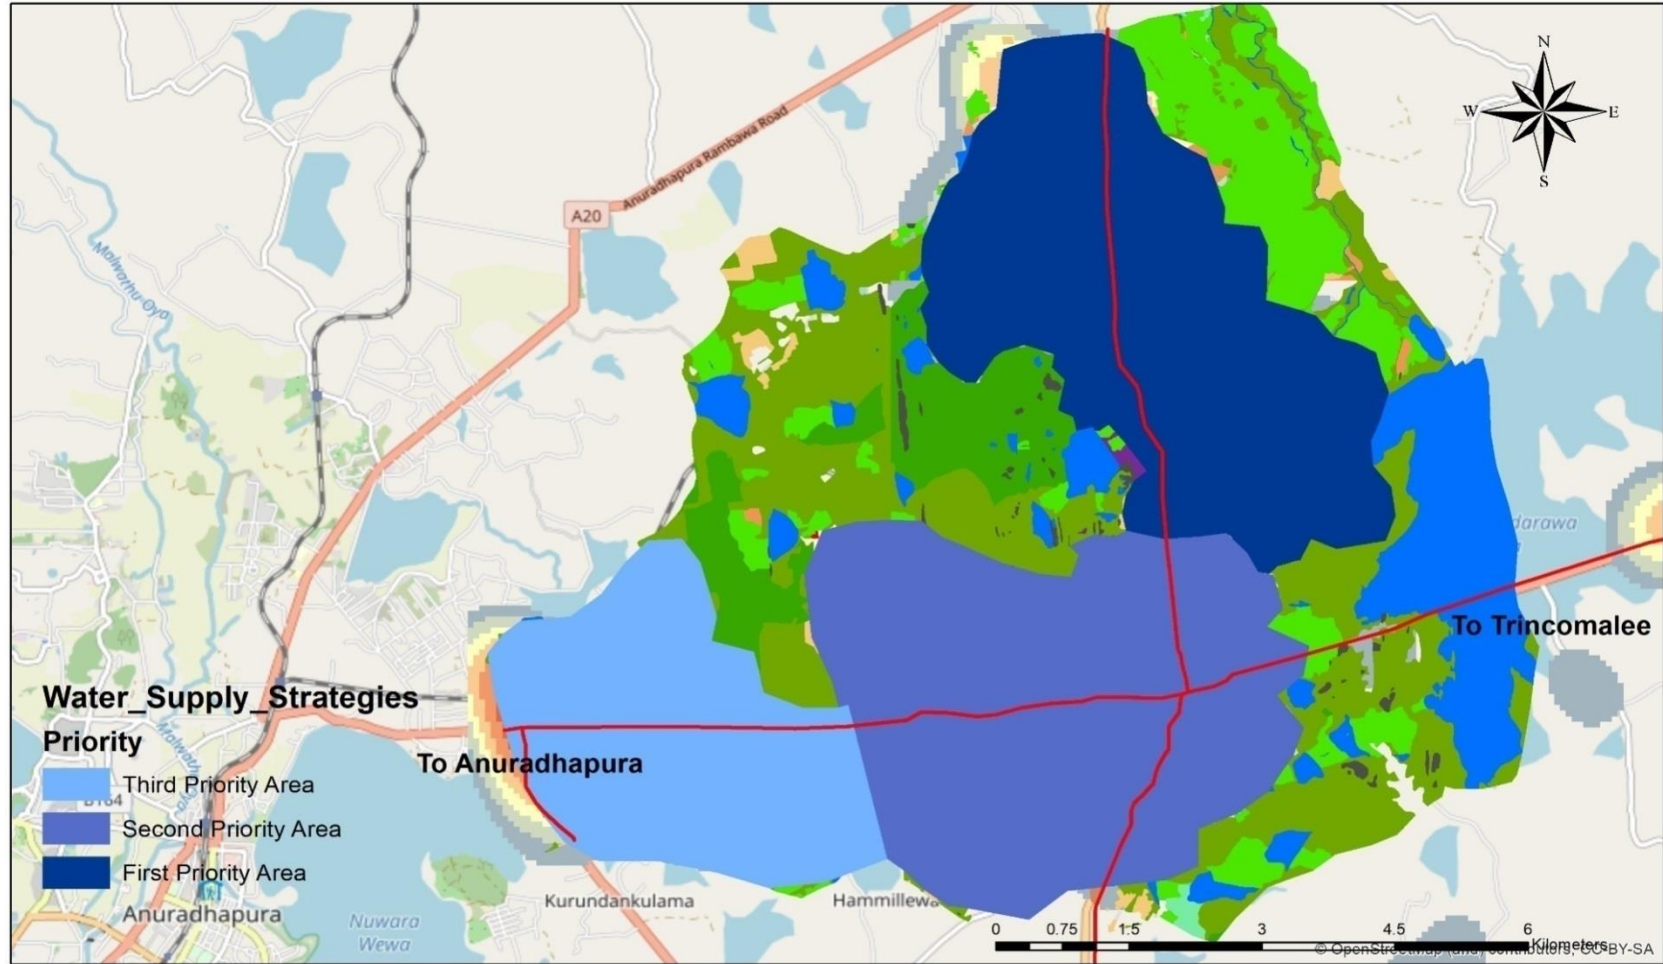 N
W
E
S
Anuradhapura Rambawa Road
A20
Malwathu Oya
darawa
To Trincomalee
Water_Supply_Strategies
Priority
To Anuradhapura
Third Priority Area
Second Priority Area
First Priority Area
Malwath
Anuradhapura
Nuwara
Wewa
Kurundankulama
Hammillewa
0 0.75 1.5 3 4.5 6
Kilometers
© OpenStreetMap (and) contributors, CC-BY-SA